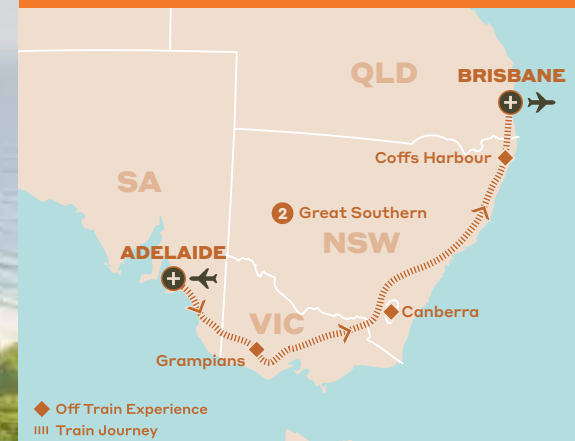 QLD
BRISBANE
Coffs Harbour
SA
2 Great Southern
NSW
ADELAIDE
Canberra
VIC
Grampians
Off Train Experience
Train Journey